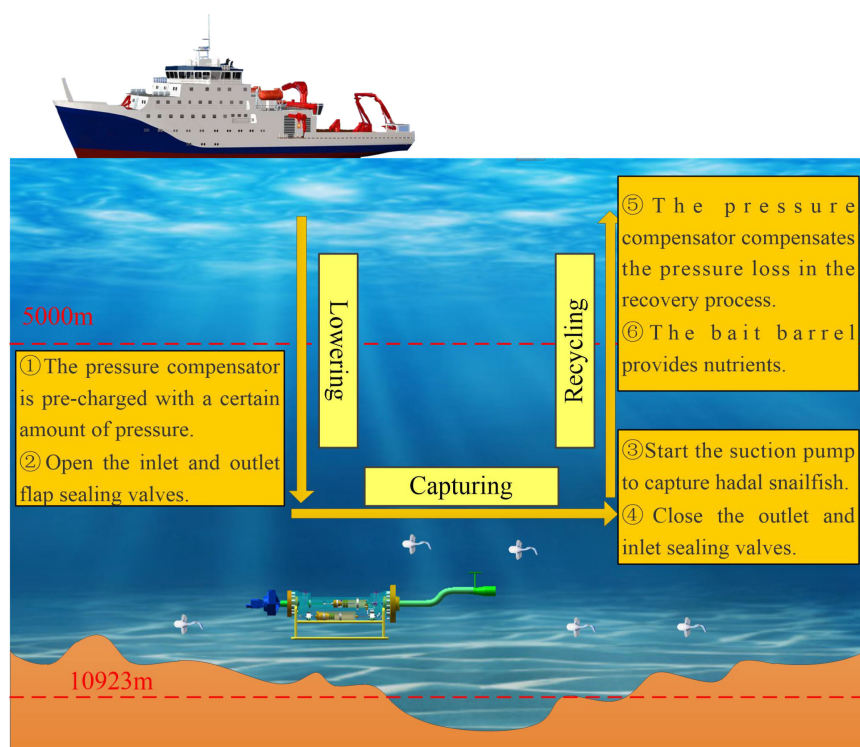 5000m
①The pressure compensator
is pre-charged with a certain
amount of pressure.
② Open the inlet and outlet
flap sealing valves.
Lowering
Capturing
Recycling
③Start the suction pump
to capture hadal snailfish.
④ Close the outlet and
inlet sealing valves.
⑤ The pressure
compensator compensates
the pressure loss in the
recovery process.
⑥ The bait barrel
provides nutrients.
10923m